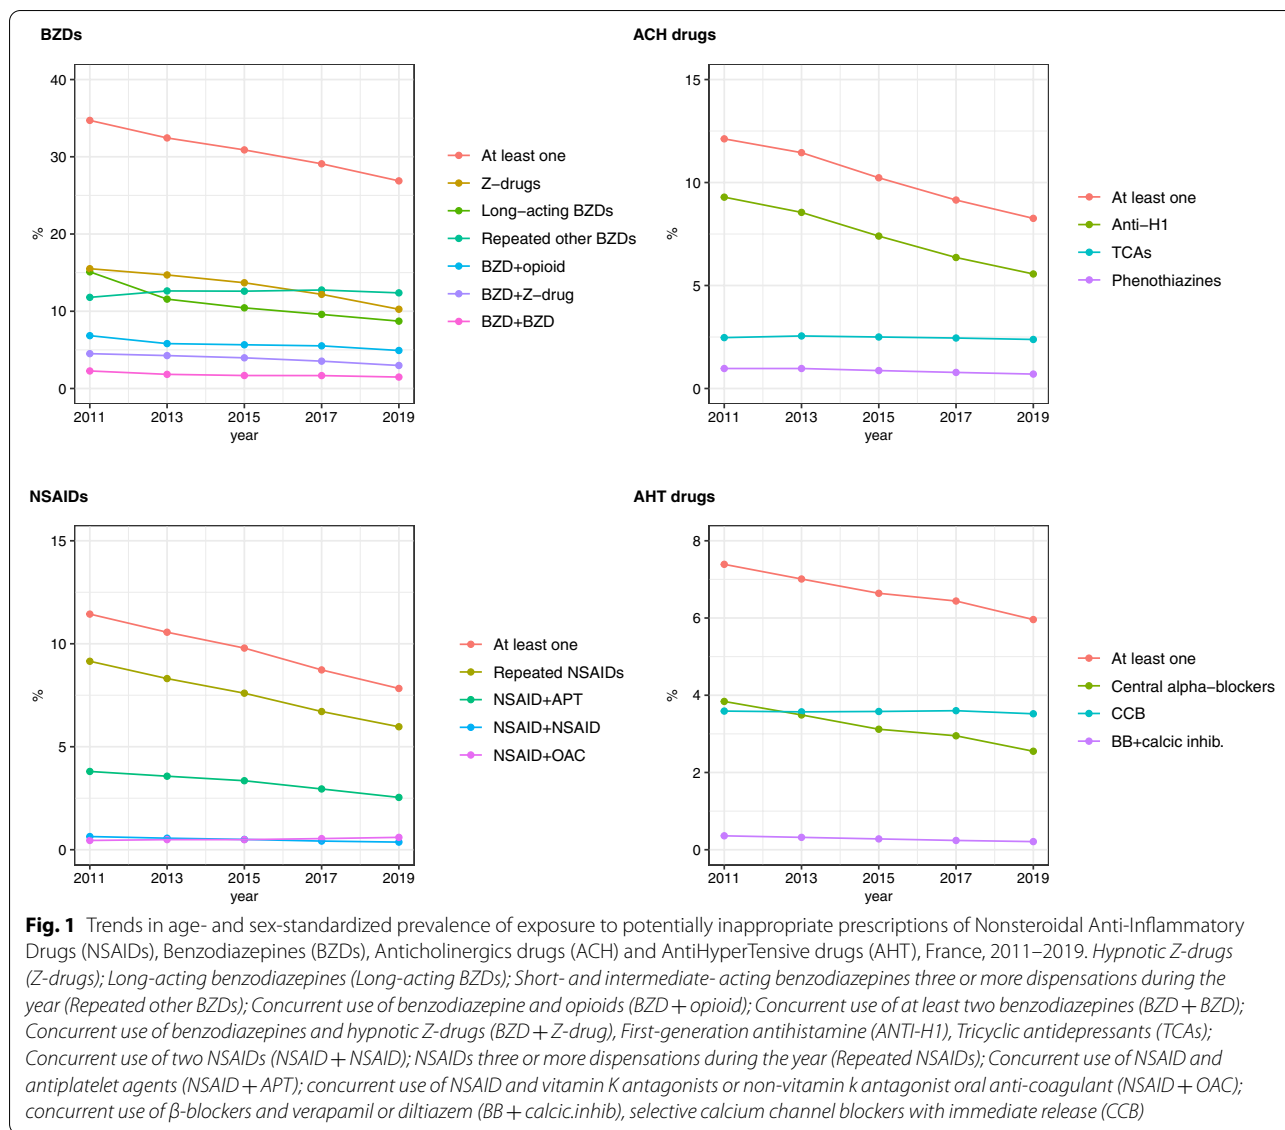 BZDs
40
30
20
10
0
%
2011 2013 2015 2017 2019
year
At least one
Z−drugs
Long−acting BZDs
Repeated other BZDs
BZD+opioid
BZD+Z−drug
BZD+BZD
ACH drugs
15
10
5
0
%
2011 2013 2015 2017 2019
year
At least one
Anti−H1
TCAs
Phenothiazines
NSAIDs
15
10
5
0
%
2011 2013 2015 2017 2019
year
At least one
Repeated NSAIDs
NSAID+APT
NSAID+NSAID
NSAID+OAC
AHT drugs
8
6
4
2
0
%
2011 2013 2015 2017 2019
year
At least one
Central alpha−blockers
CCB
BB+calcic inhib.
Fig. 1 Trends in age- and sex-standardized prevalence of exposure to potentially inappropriate prescriptions of Nonsteroidal Anti-Inflammatory
Drugs (NSAIDs), Benzodiazepines (BZDs), Anticholinergics drugs (ACH) and AntiHyperTensive drugs (AHT), France, 2011–2019. Hypnotic Z-drugs
(Z-drugs); Long-acting benzodiazepines (Long-acting BZDs); Short- and intermediate- acting benzodiazepines three or more dispensations during the
year (Repeated other BZDs); Concurrent use of benzodiazepine and opioids (BZD + opioid); Concurrent use of at least two benzodiazepines (BZD + BZD);
Concurrent use of benzodiazepines and hypnotic Z-drugs (BZD + Z-drug), First-generation antihistamine (ANTI-H1), Tricyclic antidepressants (TCAs);
Concurrent use of two NSAIDs (NSAID + NSAID); NSAIDs three or more dispensations during the year (Repeated NSAIDs); Concurrent use of NSAID and
antiplatelet agents (NSAID + APT); concurrent use of NSAID and vitamin K antagonists or non-vitamin k antagonist oral anti-coagulant (NSAID + OAC);
concurrent use of β-blockers and verapamil or diltiazem (BB + calcic.inhib), selective calcium channel blockers with immediate release (CCB)